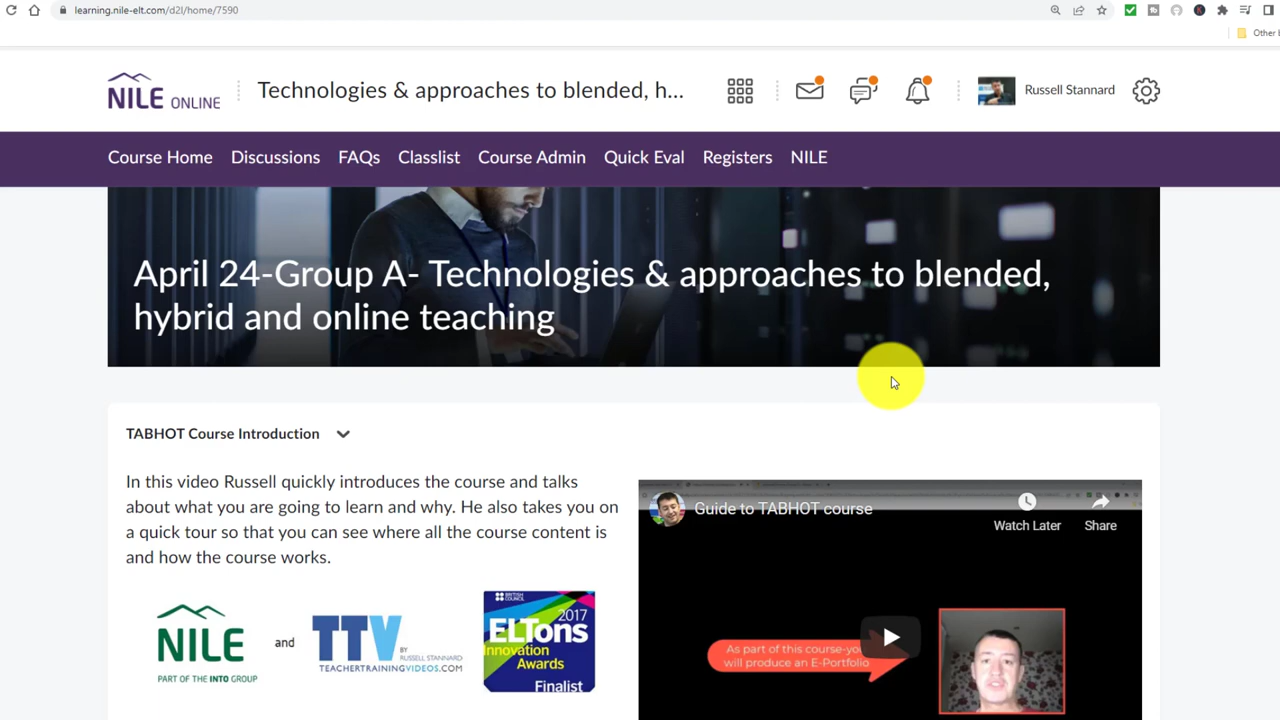 learning.nile-elt.com/d2l/home/7590
Other
NILE ONLINE
Technologies & approaches to blended, h...
Russell Stannard
Course Home Discussions FAQs Classlist Course Admin Quick Eval Registers NILE
April 24-Group A- Technologies & approaches to blended,
hybrid and online teaching
TABHOT Course Introduction
In this video Russell quickly introduces the course and talks
about what you are going to learn and why. He also takes you on
a quick tour so that you can see where all the course content is
and how the course works.
NILE
PART OF THE INTO GROUP
and
TTV
BY RUSSELL STANNARD
TEACHERTRAININGVIDEOS.COM
BRITISH COUNCIL
2017
ELTons
Innovation
Awards
Finalist
Guide to TABHOT course
Watch Later
Share
As part of this course-you
will produce an E-Portfolio